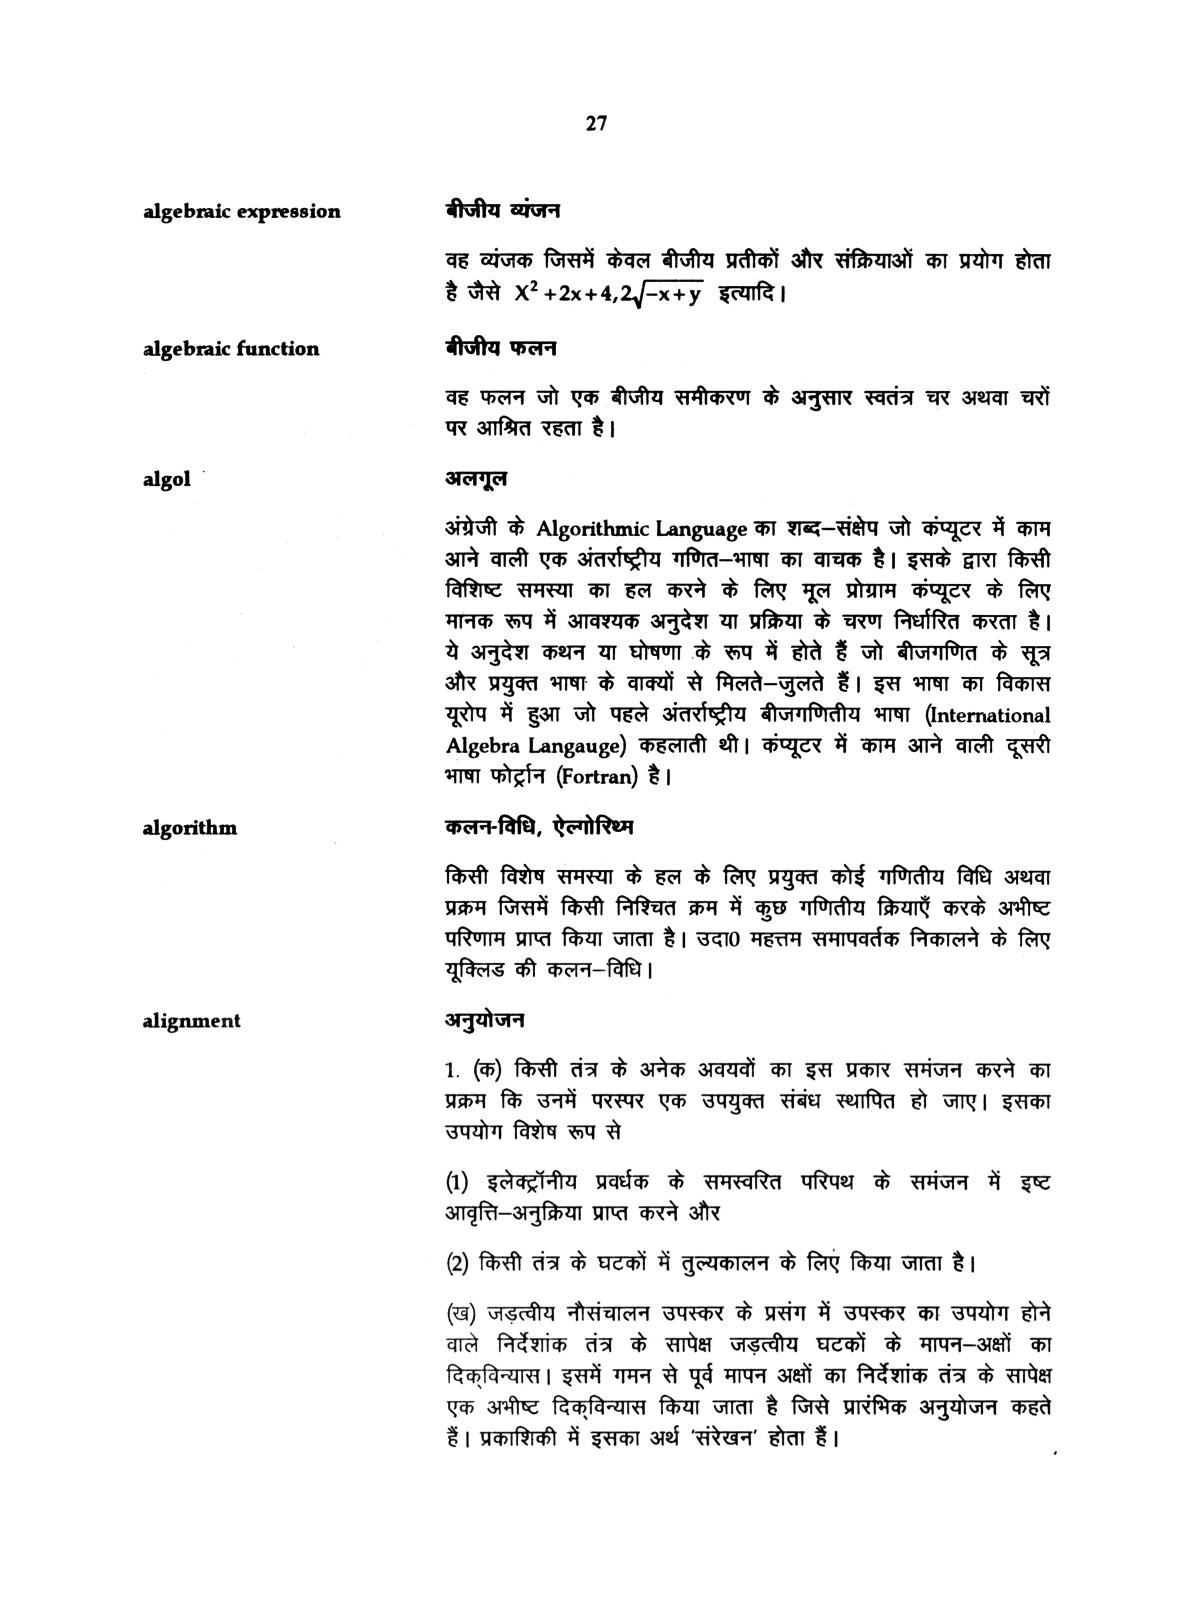 27
algebraic expression बीजीय व्यंजन
वह व्यंजक जिसमें केवल बीजीय प्रतीकों और संक्रियाओं का प्रयोग होता
है जैसे X²+2x+4,2√-x+y इत्यादि।
algebraic function बीजीय फलन
वह फलन जो एक बीजीय समीकरण के अनुसार स्वतंत्र चर अथवा चरों
पर आश्रित रहता है।
algol अलगूल
अंग्रेजी के Algorithmic Language का शब्द–संक्षेप जो कंप्यूटर में काम
आने वाली एक अंतर्राष्ट्रीय गणित–भाषा का वाचक है। इसके द्वारा किसी
विशिष्ट समस्या का हल करने के लिए मूल प्रोग्राम कंप्यूटर के लिए
मानक रूप में आवश्यक अनुदेश या प्रक्रिया के चरण निर्धारित करता है।
ये अनुदेश कथन या घोषणा के रूप में होते हैं जो बीजगणित के सूत्र
और प्रयुक्त भाषा के वाक्यों से मिलते–जुलते हैं। इस भाषा का विकास
यूरोप में हुआ जो पहले अंतर्राष्ट्रीय बीजगणितीय भाषा (International
Algebra Langauge) कहलाती थी। कंप्यूटर में काम आने वाली दूसरी
भाषा फोर्ट्रान (Fortran) है।
algorithm कलन-विधि, ऐल्गोरिथ्म
किसी विशेष समस्या के हल के लिए प्रयुक्त कोई गणितीय विधि अथवा
प्रक्रम जिसमें किसी निश्चित क्रम में कुछ गणितीय क्रियाएँ करके अभीष्ट
परिणाम प्राप्त किया जाता है। उदा0 महत्तम समापवर्तक निकालने के लिए
यूक्लिड की कलन–विधि।
alignment अनुयोजन
1. (क) किसी तंत्र के अनेक अवयवों का इस प्रकार समंजन करने का
प्रक्रम कि उनमें परस्पर एक उपयुक्त संबंध स्थापित हो जाए। इसका
उपयोग विशेष रूप से
(1) इलेक्ट्रॉनीय प्रवर्धक के समस्वरित परिपथ के समंजन में इष्ट
आवृत्ति–अनुक्रिया प्राप्त करने और
(2) किसी तंत्र के घटकों में तुल्यकालन के लिए किया जाता है।
(ख) जड़त्वीय नौसंचालन उपस्कर के प्रसंग में उपस्कर का उपयोग होने
वाले निर्देशांक तंत्र के सापेक्ष जड़त्वीय घटकों के मापन–अक्षों का
दिक्‌विन्यास। इसमें गमन से पूर्व मापन अक्षों का निर्देशांक तंत्र के सापेक्ष
एक अभीष्ट दिक्‌विन्यास किया जाता है जिसे प्रारंभिक अनुयोजन कहते
हैं। प्रकाशिकी में इसका अर्थ 'संरेखन' होता हैं।